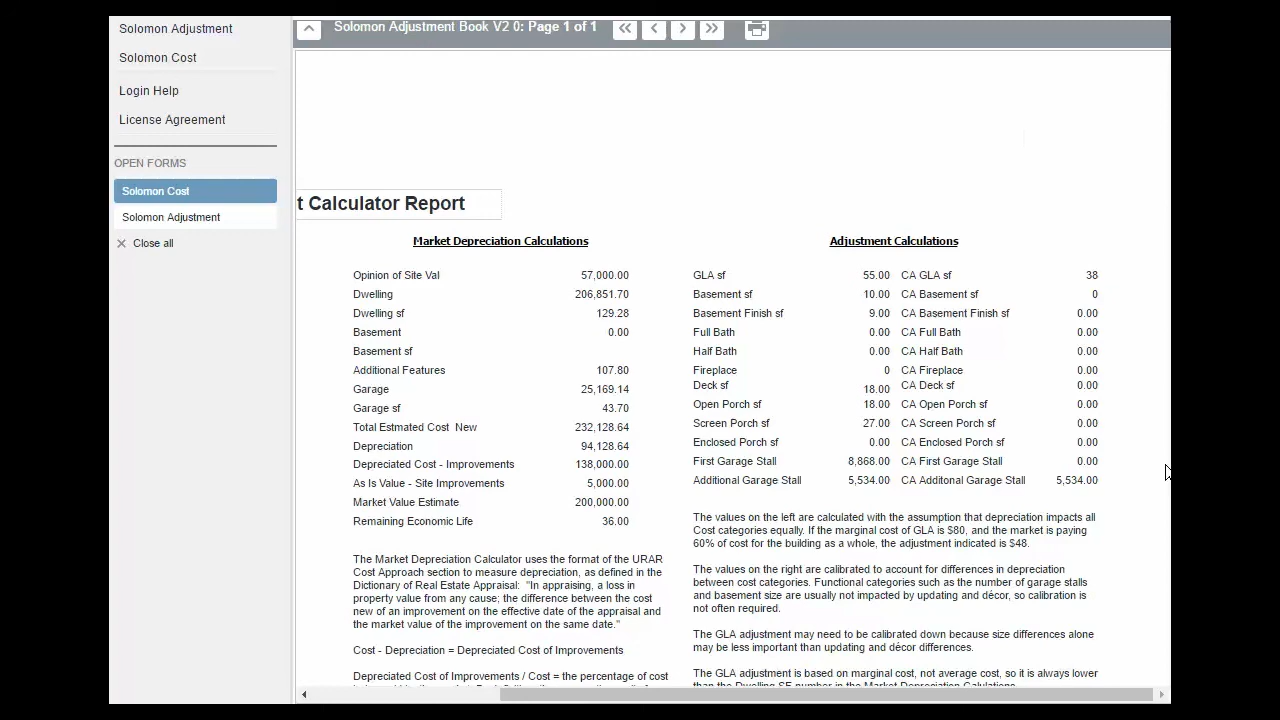 Solomon Adjustment
Solomon Cost
Login Help
License Agreement
OPEN FORMS
Solomon Cost
Solomon Adjustment
Close all
Solomon Adjustment Book V2 0: Page 1 of 1
t Calculator Report
Market Depreciation Calculations
Opinion of Site Val 57,000.00
Dwelling 206,851.70
Dwelling sf 129.28
Basement 0.00
Basement sf
Additional Features 107.80
Garage 25,169.14
Garage sf 43.70
Total Estmated Cost New 232,128.64
Depreciation 94,128.64
Depreciated Cost - Improvements 138,000.00
As Is Value - Site Improvements 5,000.00
Market Value Estimate 200,000.00
Remaining Economic Life 36.00
The Market Depreciation Calculator uses the format of the URAR
Cost Approach section to measure depreciation, as defined in the
Dictionary of Real Estate Appraisal: "In appraising, a loss in
property value from any cause; the difference between the cost
new of an improvement on the effective date of the appraisal and
the market value of the improvement on the same date."
Cost - Depreciation = Depreciated Cost of Improvements
Depreciated Cost of Improvements / Cost = the percentage of cost
Adjustment Calculations
GLA sf 55.00 CA GLA sf 38
Basement sf 10.00 CA Basement sf 0
Basement Finish sf 9.00 CA Basement Finish sf 0.00
Full Bath 0.00 CA Full Bath 0.00
Half Bath 0.00 CA Half Bath 0.00
Fireplace 0 CA Fireplace 0.00
Deck sf 18.00 CA Deck sf 0.00
Open Porch sf 18.00 CA Open Porch sf 0.00
Screen Porch sf 27.00 CA Screen Porch sf 0.00
Enclosed Porch sf 0.00 CA Enclosed Porch sf 0.00
First Garage Stall 8,868.00 CA First Garage Stall 0.00
Additional Garage Stall 5,534.00 CA Additonal Garage Stall 5,534.00
The values on the left are calculated with the assumption that depreciation impacts all
Cost categories equally. If the marginal cost of GLA is $80, and the market is paying
60% of cost for the building as a whole, the adjustment indicated is $48.
The values on the right are calibrated to account for differences in depreciation
between cost categories. Functional categories such as the number of garage stalls
and basement size are usually not impacted by updating and décor, so calibration is
not often required.
The GLA adjustment may need to be calibrated down because size differences alone
may be less important than updating and décor differences.
The GLA adjustment is based on marginal cost, not average cost, so it is always lower
than the Dwelling SF number in the Market Depreciation Calculations